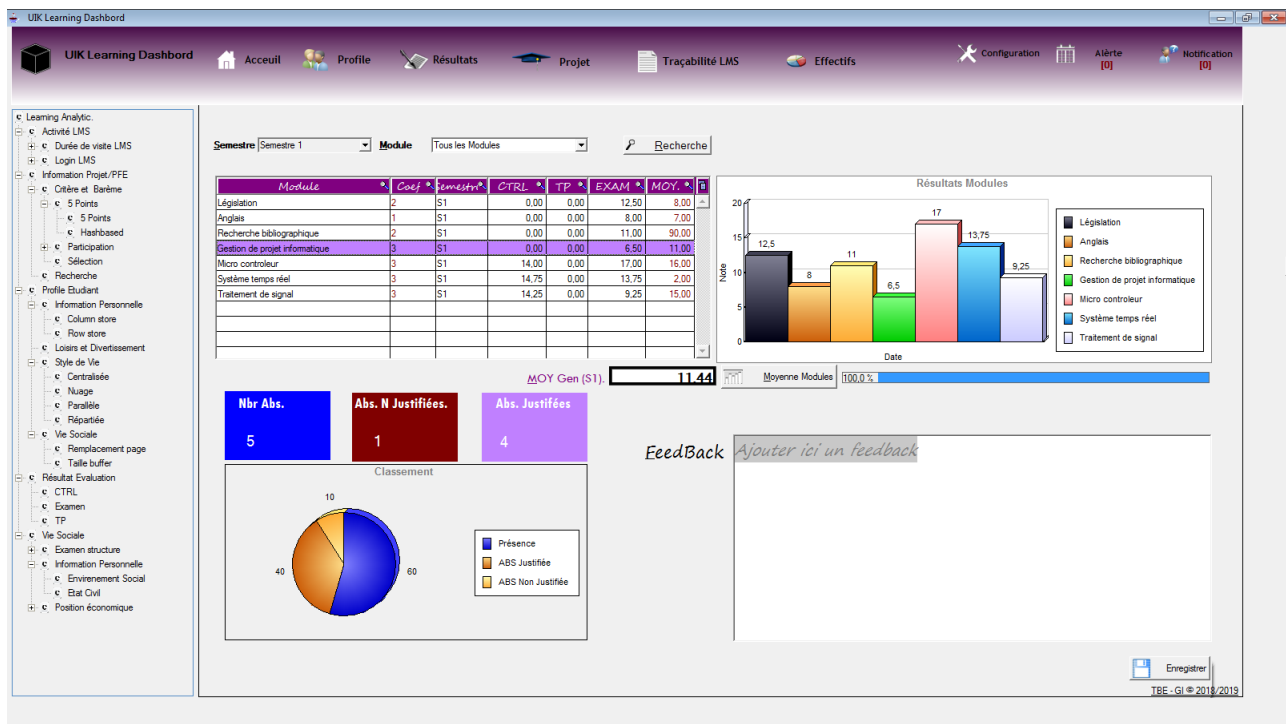 UIK Learning Dashbord
UIK Learning Dashbord
Acceuil
Profile
Résultats
Projet
Traçabilité LMS
Effectifs
Configuration
Alèrte
[0]
Notification
[0]
Learning Analytic.
Activité LMS
Durée de visite LMS
Login LMS
Information Projet/PFE
Critère et Barème
5 Points
5 Points
Hashbased
Participation
Sélection
Recherche
Profile Etudiant
Information Personnelle
Column store
Row store
Loisirs et Divertissement
Style de Vie
Centralisée
Nuage
Parallèle
Répartiée
Vie Sociale
Remplacement page
Taille buffer
Résultat Evaluation
CTRL
Examen
TP
Vie Sociale
Examen structure
Information Personnelle
Envirenement Social
Etat Civil
Position économique
Semestre Semestre 1 Module Tous les Modules Recherche
Module Coef Semestre CTRL TP EXAM MOY.
Législation 2 S1 0,00 0,00 12,50 8,00
Anglais 1 S1 0,00 0,00 8,00 7,00
Recherche bibliographique 2 S1 0,00 0,00 11,00 90,00
Gestion de projet informatique 3 S1 0,00 0,00 6,50 11,00
Micro controleur 3 S1 14,00 0,00 17,00 16,00
Système temps réel 3 S1 14,75 0,00 13,75 2,00
Traitement de signal 3 S1 14,25 0,00 9,25 15,00
Résultats Modules
Note
20
15
10
5
0
12,5
8
11
6,5
17
13,75
9,25
Date
Législation
Anglais
Recherche bibliographique
Gestion de projet informatique
Micro controleur
Système temps réel
Traitement de signal
MOY Gen (S1). 11.44
Moyenne Modules 100,0 %
Nbr Abs.
5
Abs. N Justifiées.
1
Abs. Justifées
4
Classement
10
40
60
Présence
ABS Justifiée
ABS Non Justifiée
EeedBack
Ajouter ici un feedback
Enregistrer
TBE - GI © 2018/2019